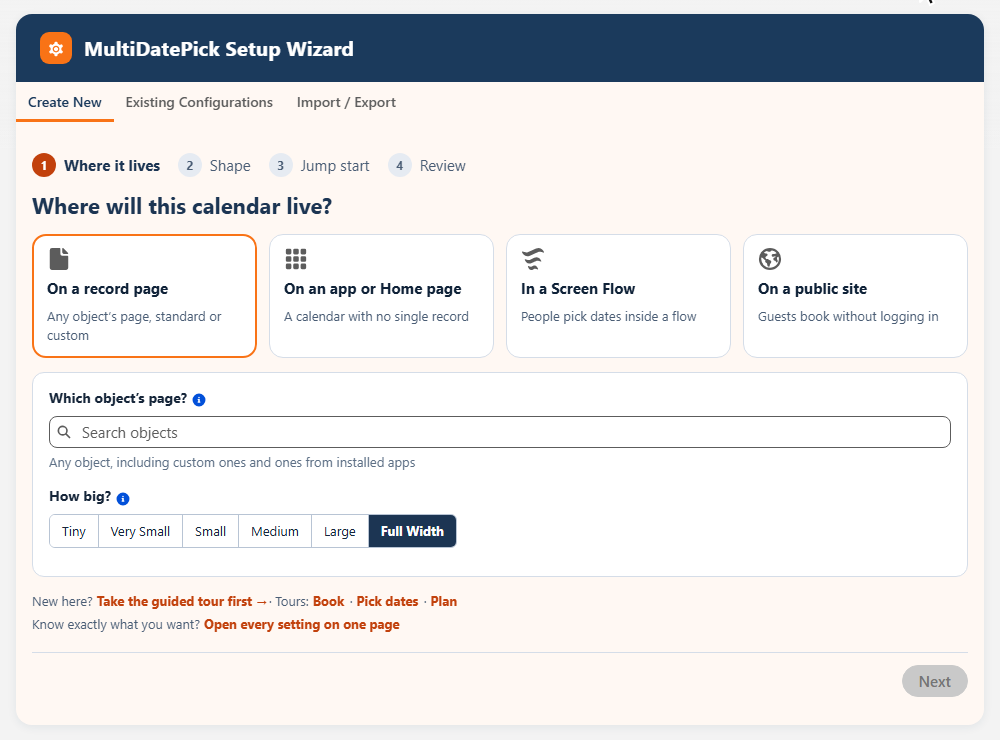 MultiDatePick Setup Wizard
Create New Existing Configurations Import / Export
1 Where it lives 2 Shape 3 Jump start 4 Review
Where will this calendar live?
On a record page
Any object's page, standard or
custom
On an app or Home page
A calendar with no single record
In a Screen Flow
People pick dates inside a flow
On a public site
Guests book without logging in
Which object's page?
Search objects
Any object, including custom ones and ones from installed apps
How big?
Tiny Very Small Small Medium Large Full Width
New here? Take the guided tour first → · Tours: Book · Pick dates · Plan
Know exactly what you want? Open every setting on one page
Next